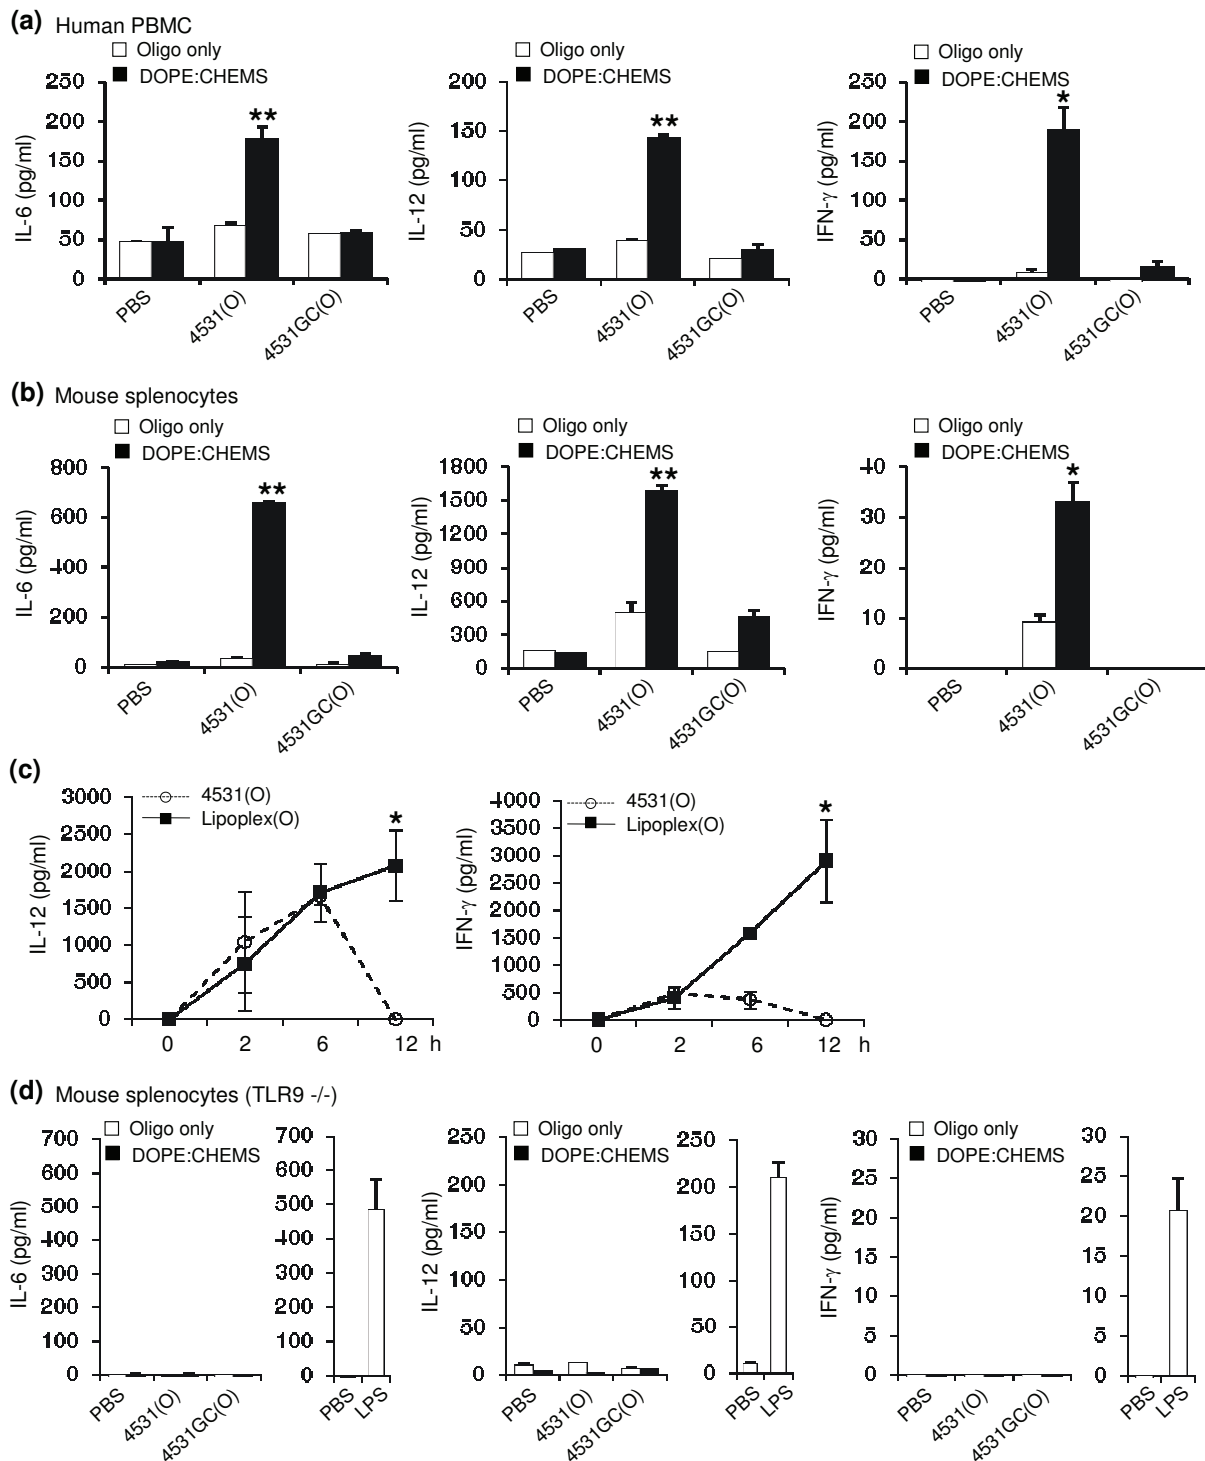 (a) Human PBMC
Oligo only
DOPE:CHEMS
IL-6 (pg/ml)
250
200
150
100
50
0
**
PBS
4531(O)
4531GC(O)
Oligo only
DOPE:CHEMS
IL-12 (pg/ml)
200
150
100
50
0
**
PBS
4531(O)
4531GC(O)
Oligo only
DOPE:CHEMS
IFN-γ (pg/ml)
250
200
150
100
50
0
*
PBS
4531(O)
4531GC(O)
(b) Mouse splenocytes
Oligo only
DOPE:CHEMS
IL-6 (pg/ml)
800
600
400
200
0
**
PBS
4531(O)
4531GC(O)
Oligo only
DOPE:CHEMS
IL-12 (pg/ml)
1800
1500
1200
900
600
300
0
**
PBS
4531(O)
4531GC(O)
Oligo only
DOPE:CHEMS
IFN-γ (pg/ml)
40
30
20
10
0
*
PBS
4531(O)
4531GC(O)
(c)
4531(O)
Lipoplex(O)
IL-12 (pg/ml)
3000
2500
2000
1500
1000
500
0
*
0 2 6 12 h
4531(O)
Lipoplex(O)
IFN-γ (pg/ml)
4000
3500
3000
2500
2000
1500
1000
500
0
*
0 2 6 12 h
(d) Mouse splenocytes (TLR9 -/-)
Oligo only
DOPE:CHEMS
IL-6 (pg/ml)
700
600
500
400
300
200
100
0
PBS
4531(O)
4531GC(O)
700
600
500
400
300
200
100
0
PBS
LPS
Oligo only
DOPE:CHEMS
IL-12 (pg/ml)
250
200
150
100
50
0
PBS
4531(O)
4531GC(O)
250
200
150
100
50
0
PBS
LPS
Oligo only
DOPE:CHEMS
IFN-γ (pg/ml)
30
25
20
15
10
5
0
PBS
4531(O)
4531GC(O)
30
25
20
15
10
5
0
PBS
LPS